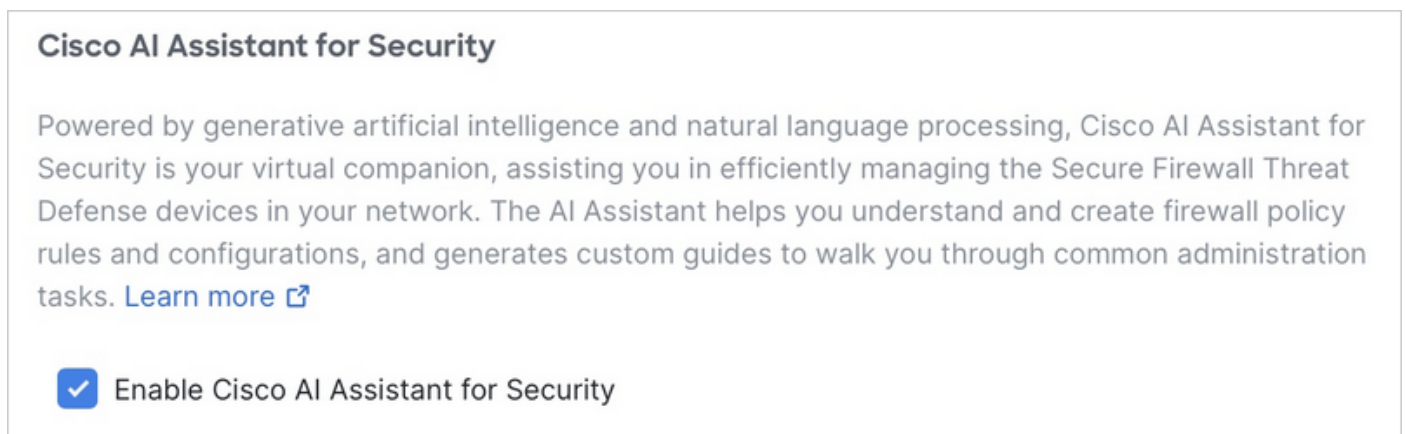 Cisco AI Assistant for Security
Powered by generative artificial intelligence and natural language processing, Cisco AI Assistant for
Security is your virtual companion, assisting you in efficiently managing the Secure Firewall Threat
Defense devices in your network. The AI Assistant helps you understand and create firewall policy
rules and configurations, and generates custom guides to walk you through common administration
tasks. Learn more
Enable Cisco AI Assistant for Security